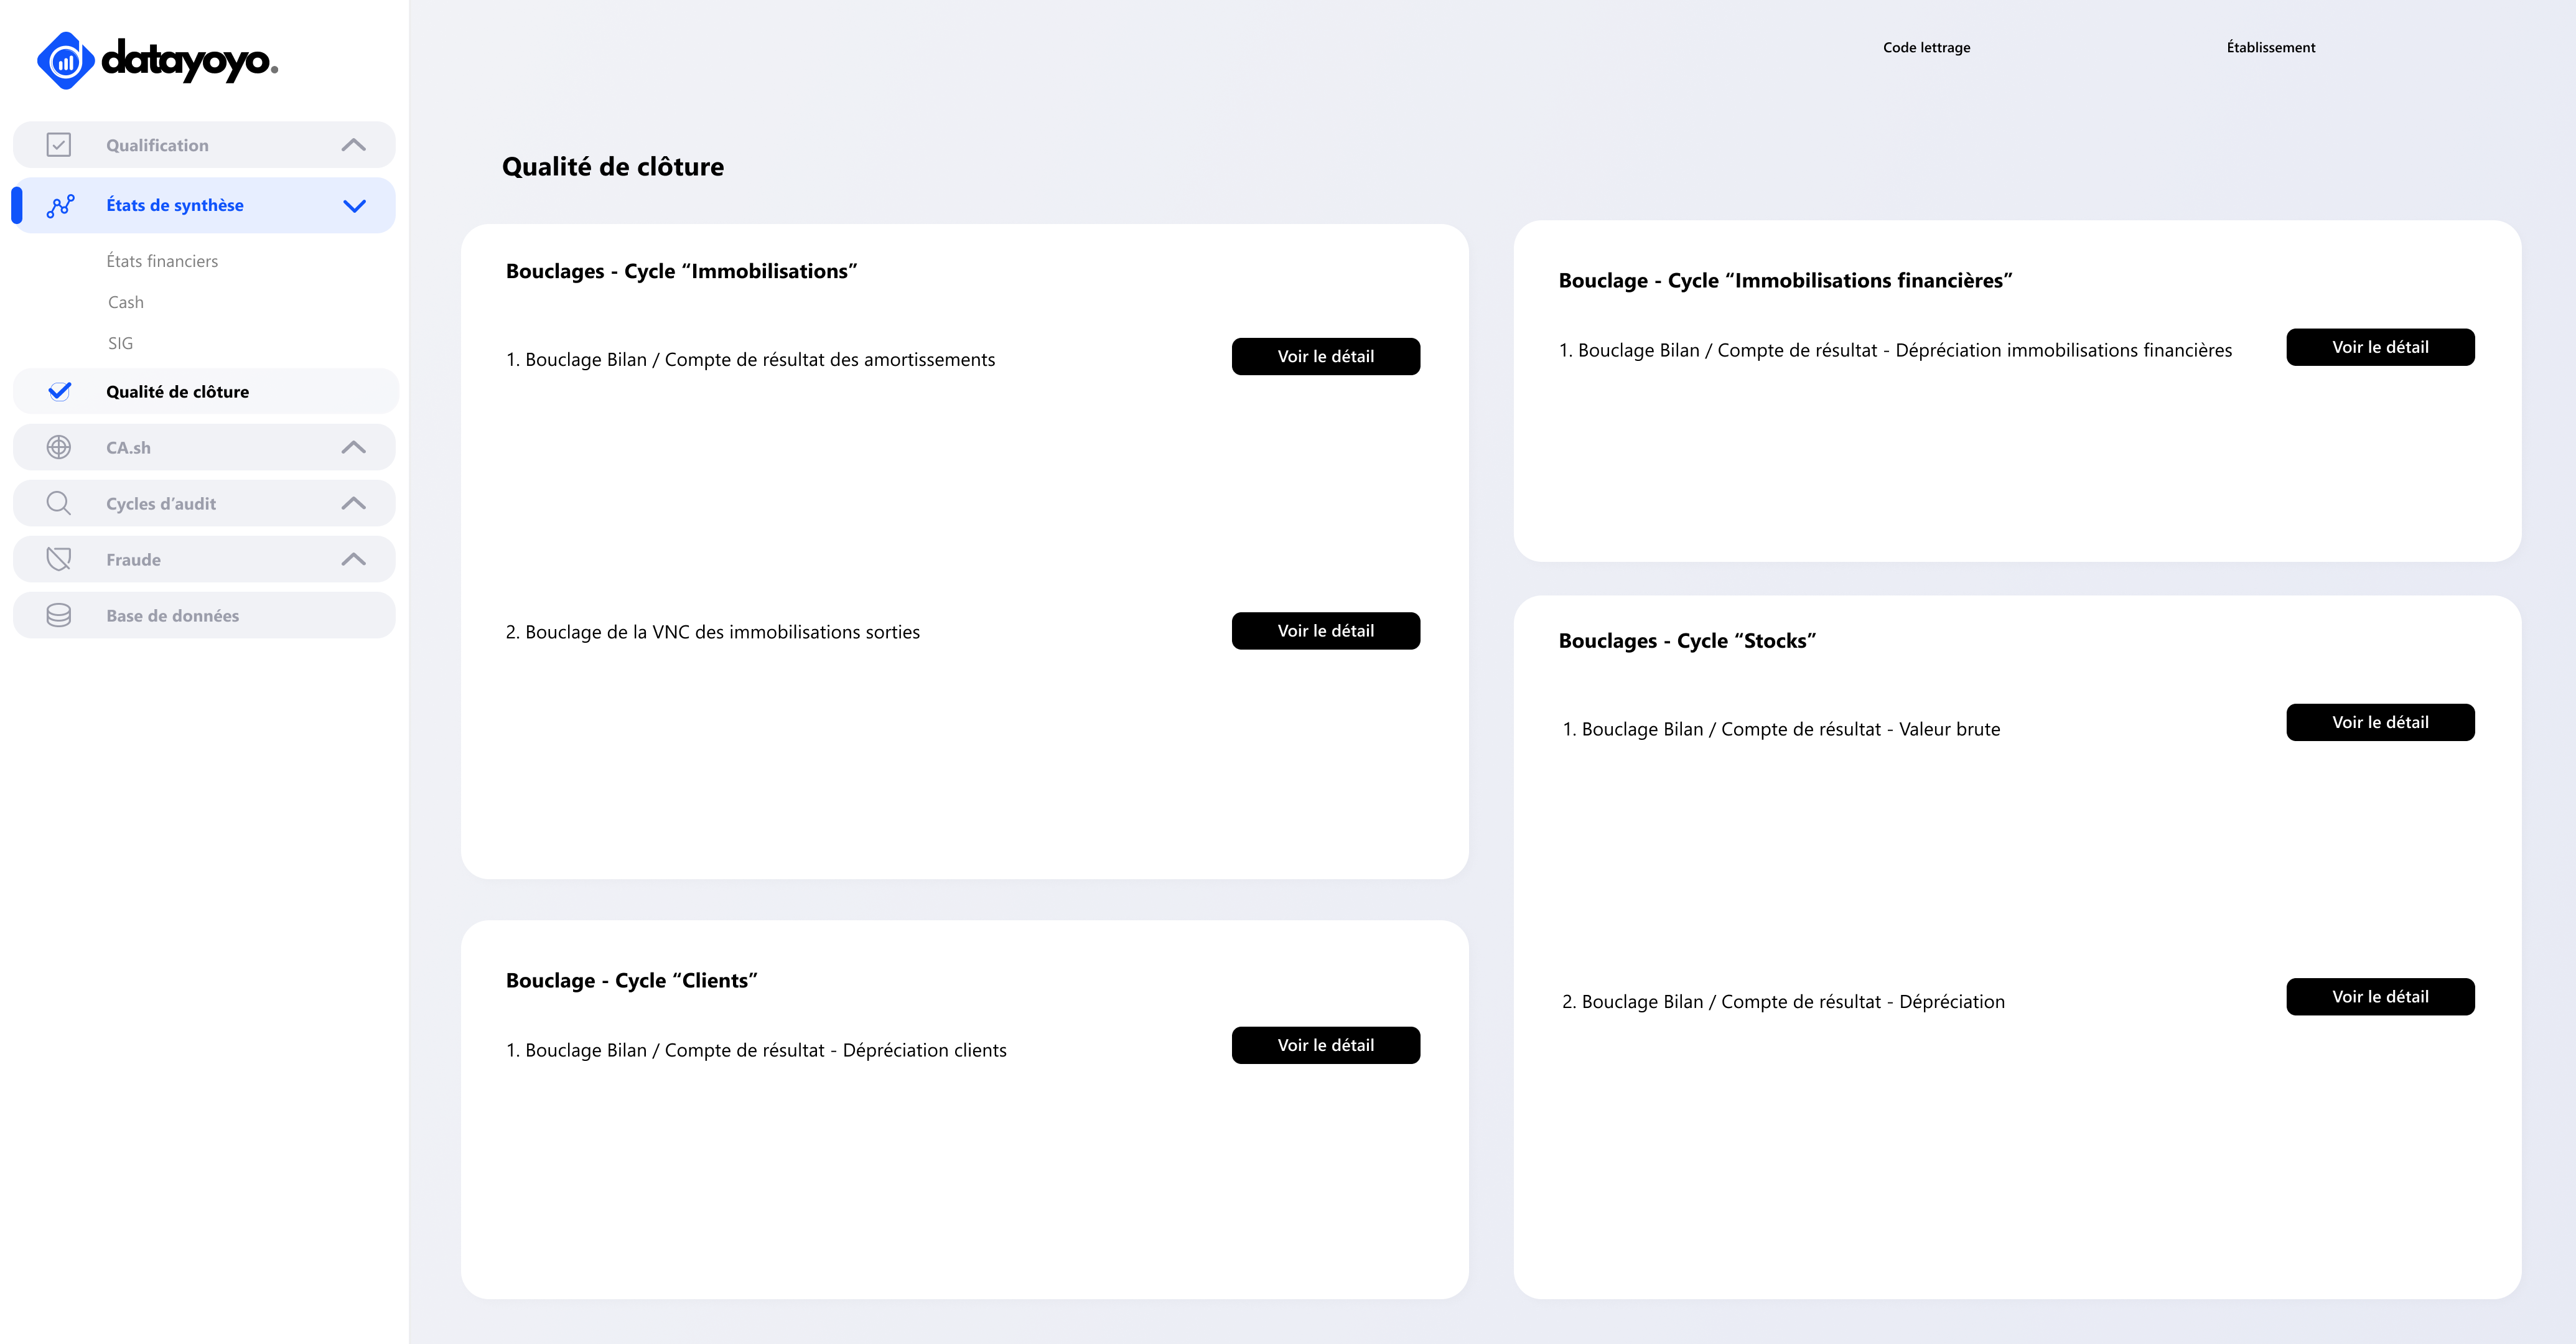 datayoyo.
Qualification
États de synthèse
États financiers
Cash
SIG
Qualité de clôture
CA.sh
Cycles d’audit
Fraude
Base de données
Code lettrage
Établissement
Qualité de clôture
Bouclages - Cycle “Immobilisations”
1. Bouclage Bilan / Compte de résultat des amortissements
Voir le détail
2. Bouclage de la VNC des immobilisations sorties
Voir le détail
Bouclage - Cycle “Clients”
1. Bouclage Bilan / Compte de résultat - Dépréciation clients
Voir le détail
Bouclage - Cycle “Immobilisations financières”
1. Bouclage Bilan / Compte de résultat - Dépréciation immobilisations financières
Voir le détail
Bouclages - Cycle “Stocks”
1. Bouclage Bilan / Compte de résultat - Valeur brute
Voir le détail
2. Bouclage Bilan / Compte de résultat - Dépréciation
Voir le détail